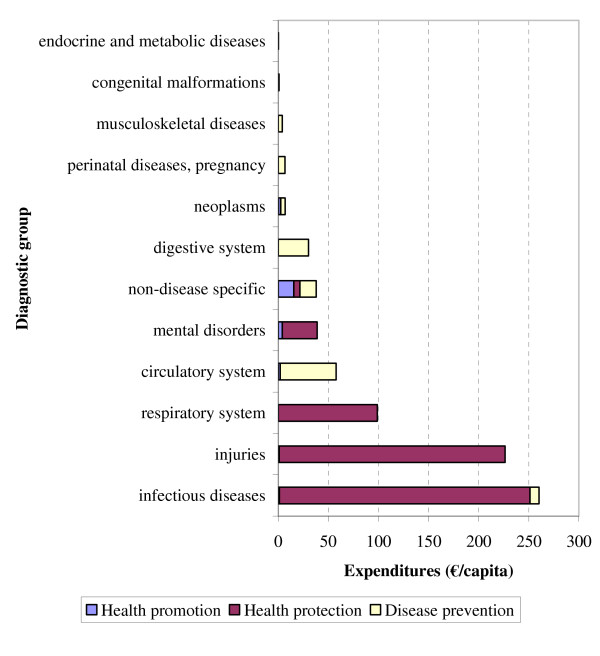 endocrine and metabolic diseases
congenital malformations
musculoskeletal diseases
perinatal diseases, pregnancy
neoplasms
digestive system
non-disease specific
mental disorders
circulatory system
respiratory system
injuries
infectious diseases
Diagnostic group
0 50 100 150 200 250 300
Expenditures (€/capita)
Health promotion Health protection Disease prevention